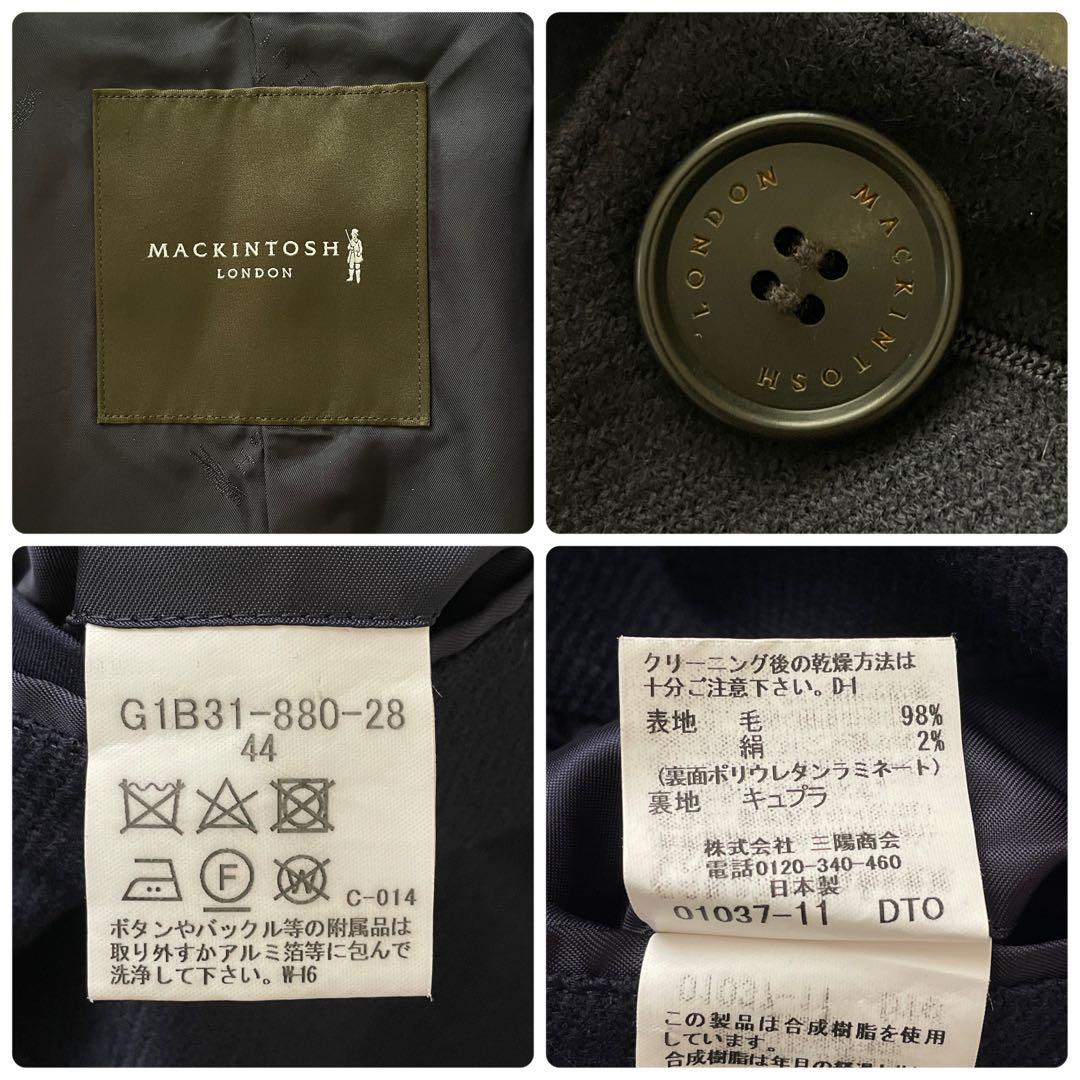 MACKINTOSH
LONDON
MACKINTOSH, LONDON
G1B31-880-28
44
F
W
C-014
ボタンやバックル等の附属品は
取り外すかアルミ箔等に包んで
洗浄して下さい。W-16
クリーニング後の乾燥方法は
十分ご注意下さい。D-1
表地 毛 98%
絹 2%
(裏面ポリウレタンラミネート)
裏地 キュプラ
株式会社 三陽商会
電話0120-340-460
日本製
01037-11 DTO
この製品は合成樹脂を使用
しています。
合成樹脂は年月の